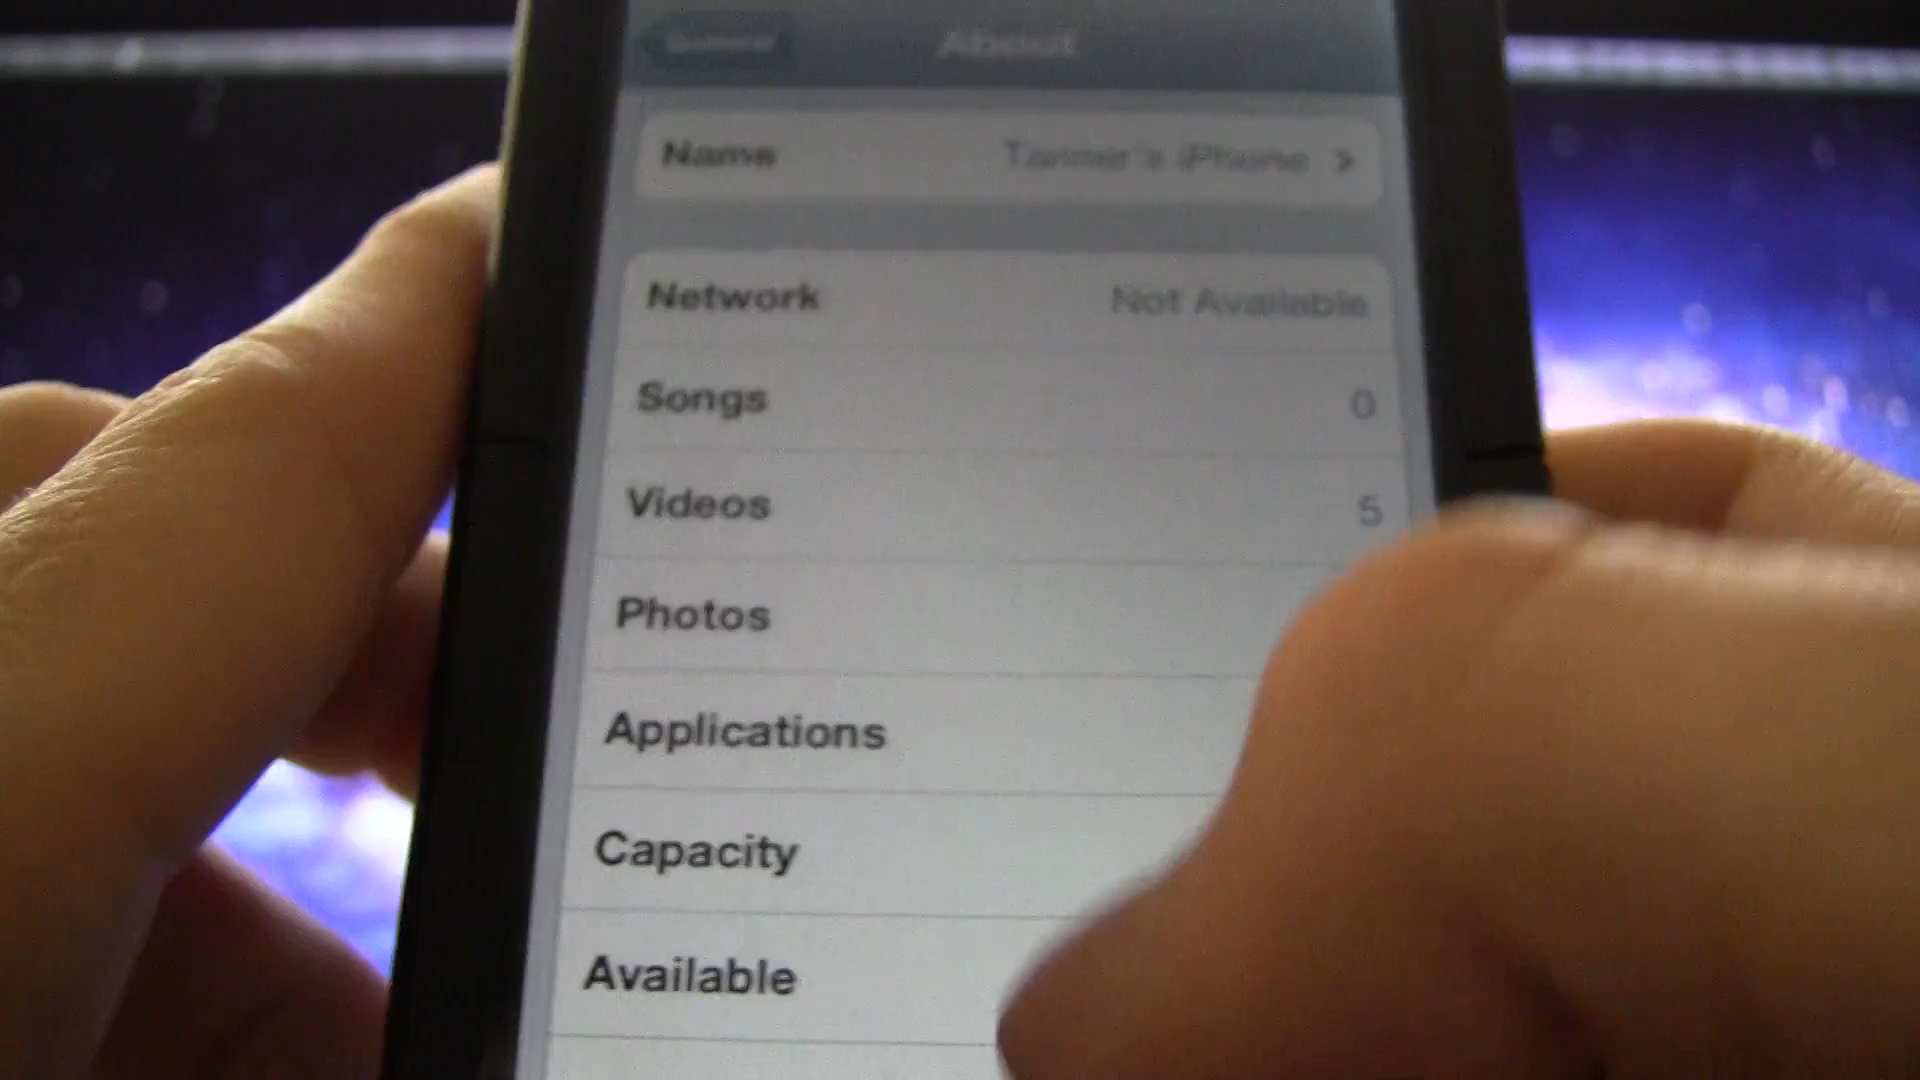 General
About
Name Tanner's iPhone
Network Not Available
Songs 0
Videos 5
Photos
Applications
Capacity
Available